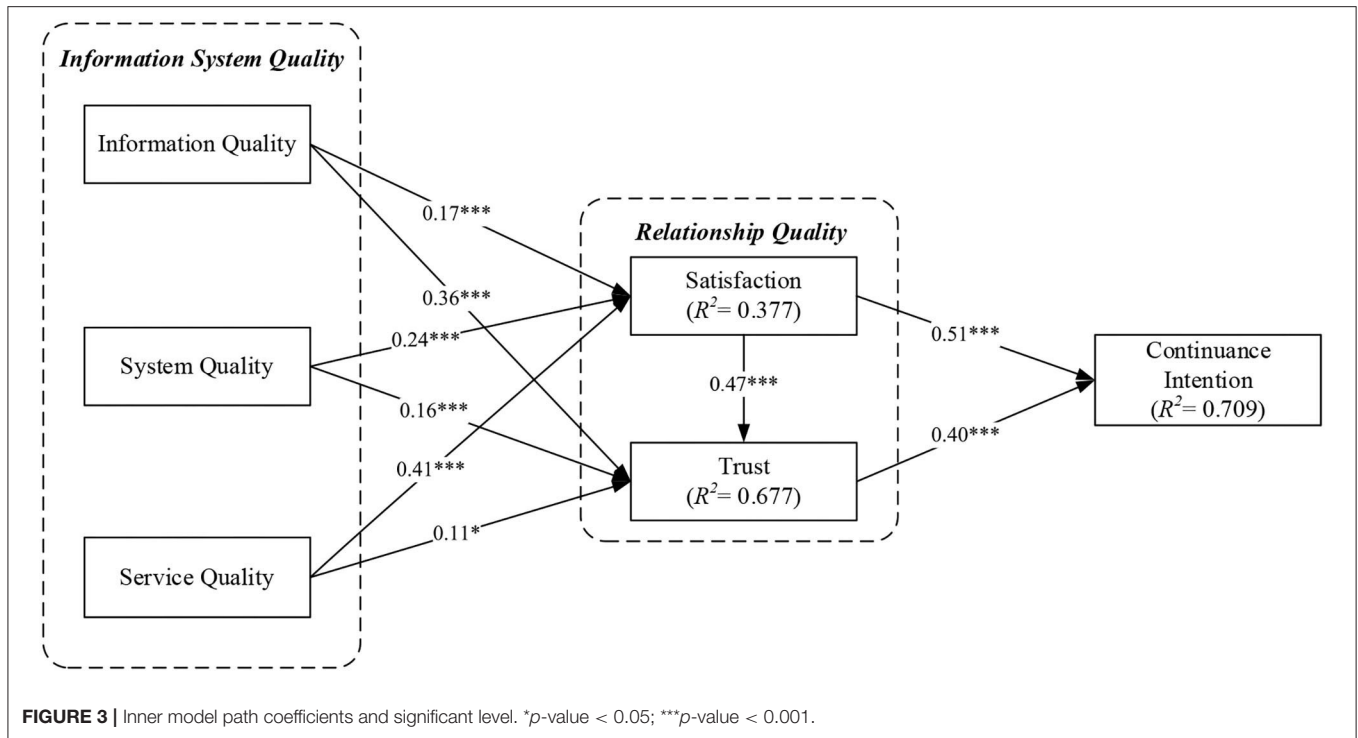 Information System Quality
Information Quality
System Quality
Service Quality
0.17***
0.36***
0.24***
0.16***
0.41***
0.11*
Relationship Quality
Satisfaction
(R²= 0.377)
0.47***
Trust
(R²= 0.677)
0.51***
0.40***
Continuance
Intention
(R²= 0.709)
FIGURE 3 | Inner model path coefficients and significant level. *p-value < 0.05; ***p-value < 0.001.